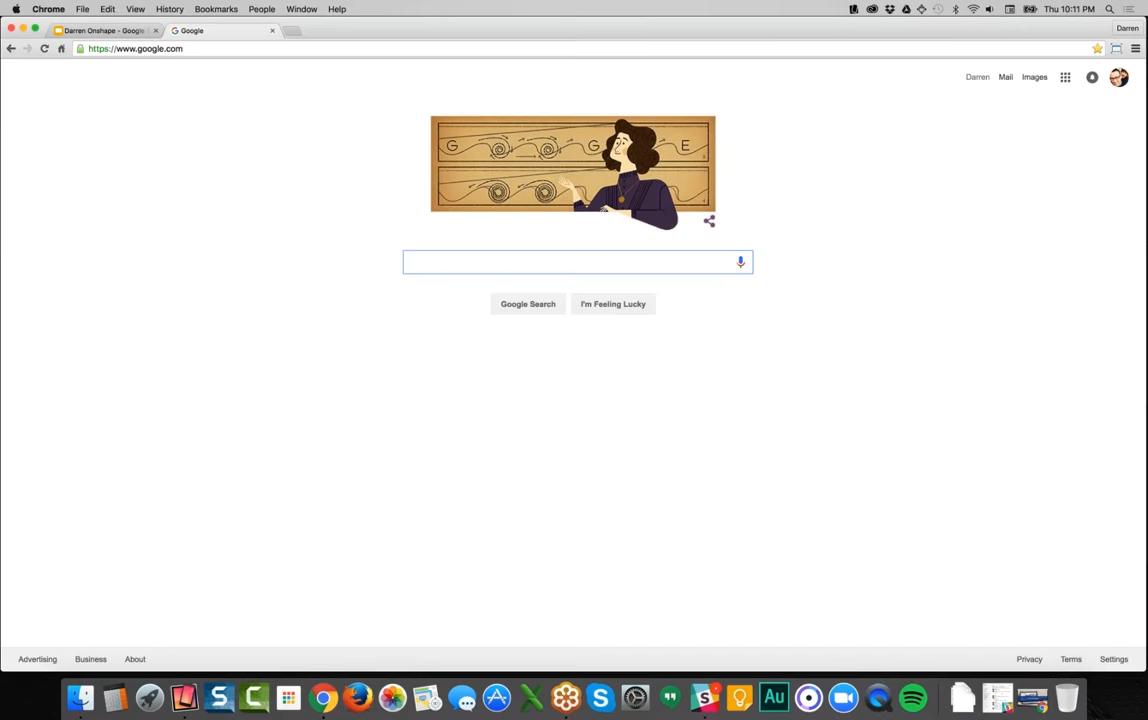 Chrome File Edit View History Bookmarks People Window Help Thu 10:11 PM
Darren Onshape - Google Google Darren
https://www.google.com
Darren Mail Images
G G E
Google Search I'm Feeling Lucky
Advertising Business About Privacy Terms Settings
S C X S S Au